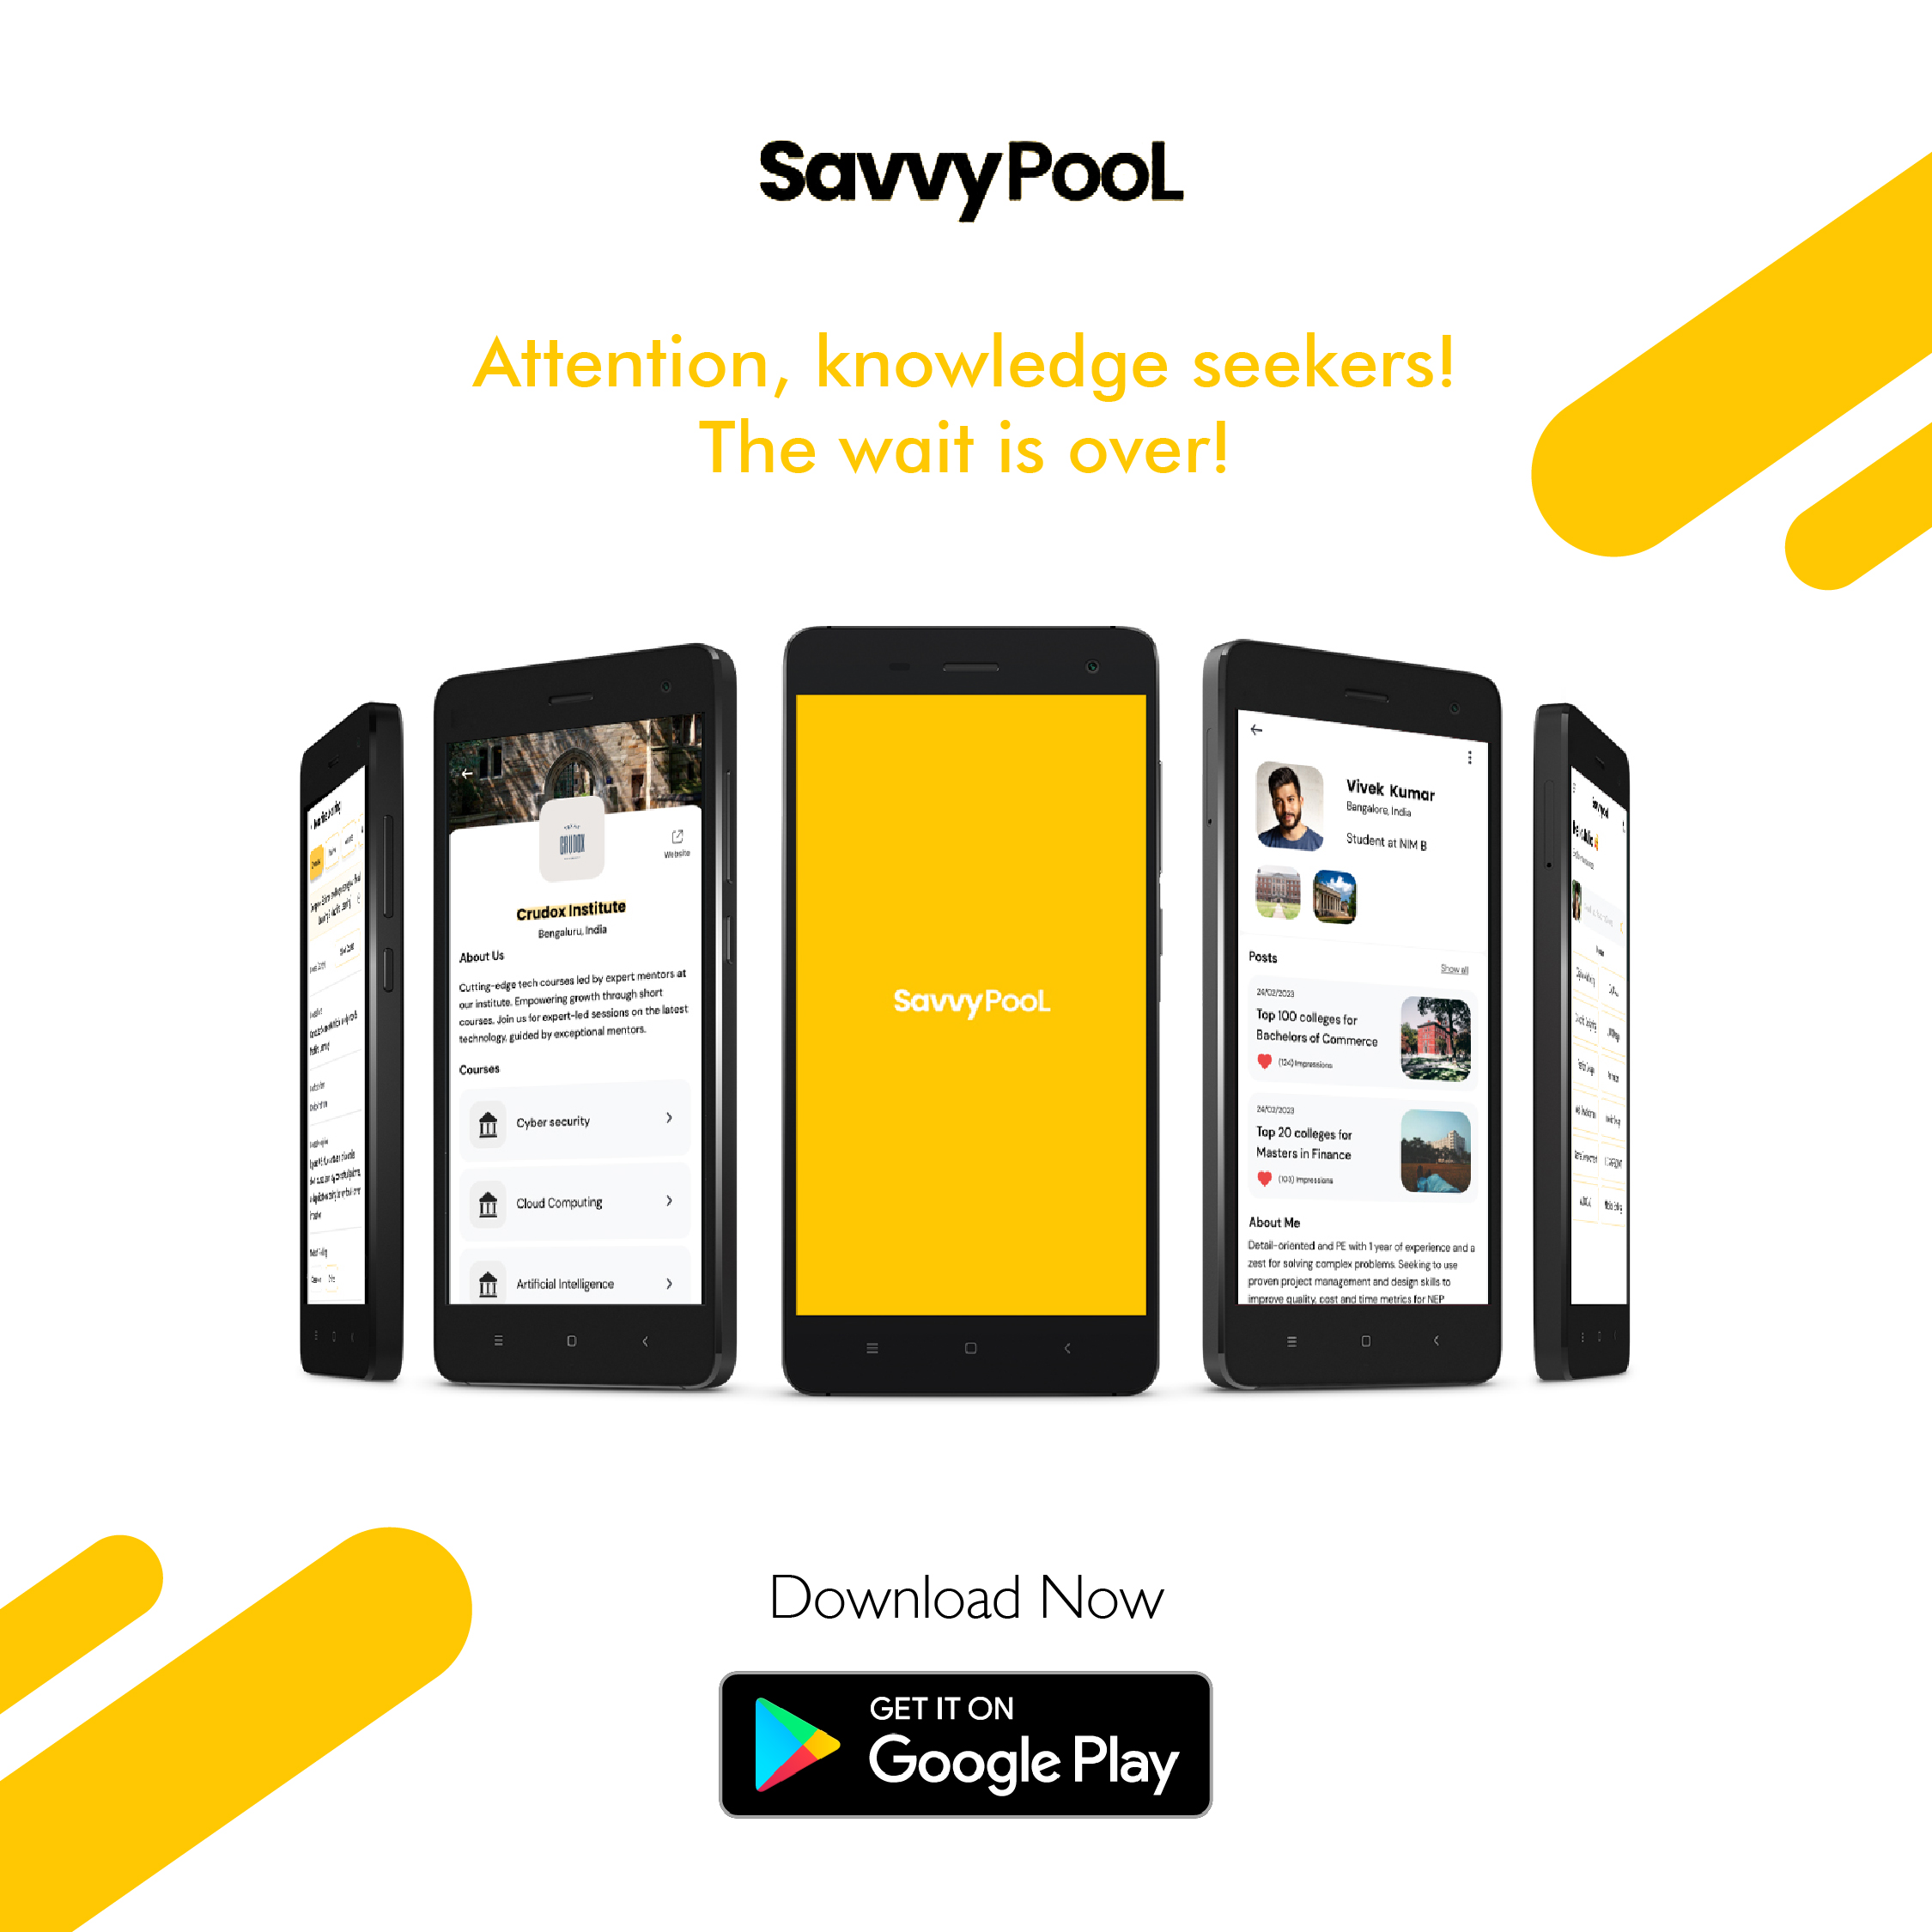 SavvyPooL
Attention, knowledge seekers!
The wait is over!
CRUDOX
Website
Crudox Institute
Bengaluru, India
About Us
Cutting-edge tech courses led by expert mentors at
our institute. Empowering growth through short
courses. Join us for expert-led sessions on the latest
technology, guided by exceptional mentors.
Courses
Cyber security
Cloud Computing
Artificial Intelligence
SavvyPooL
Vivek Kumar
Bangalore, India
Student at NIM B
Posts
Show all
24/02/2023
Top 100 colleges for
Bachelors of Commerce
(124) Impressions
24/02/2023
Top 20 colleges for
Masters in Finance
(103) Impressions
About Me
Detail-oriented and PE with 1 year of experience and a
zest for solving complex problems. Seeking to use
proven project management and design skills to
improve quality, cost and time metrics for NEP
Download Now
GET IT ON
Google Play